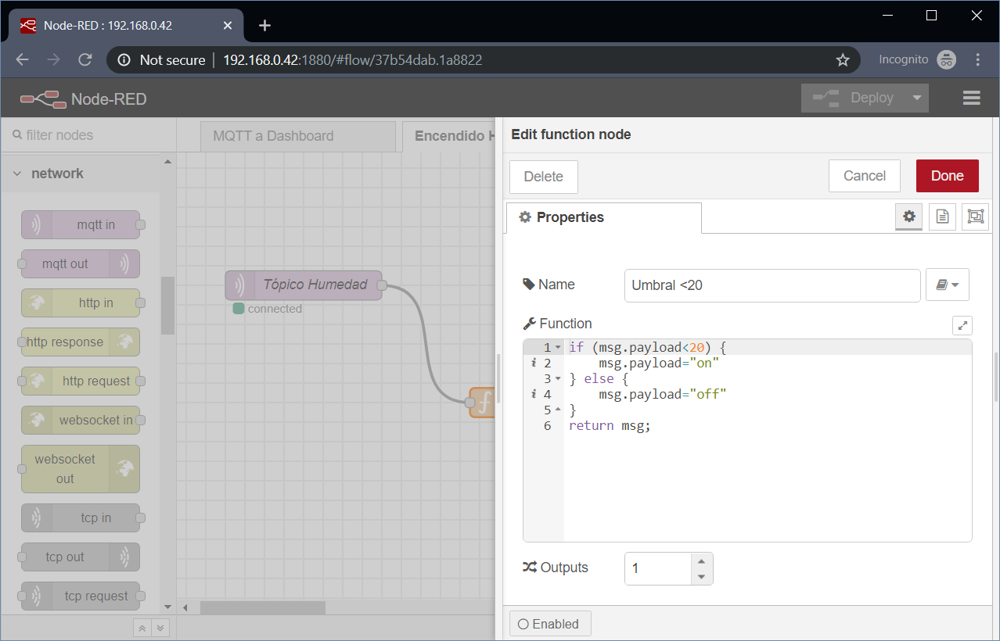 Node-RED : 192.168.0.42
Not secure 192.168.0.42:1880/#flow/37b54dab.1a8822
Incognito
Node-RED
Deploy
filter nodes
network
mqtt in
mqtt out
http in
http response
http request
websocket in
websocket
out
tcp in
tcp out
tcp request
MQTT a Dashboard
Encendido H
Tópico Humedad
connected
Edit function node
Delete
Cancel
Done
Properties
Name
Umbral <20
Function
1 if (msg.payload<20) {
i 2     msg.payload="on"
3 } else {
i 4     msg.payload="off"
5 }
6 return msg;
Outputs
1
Enabled